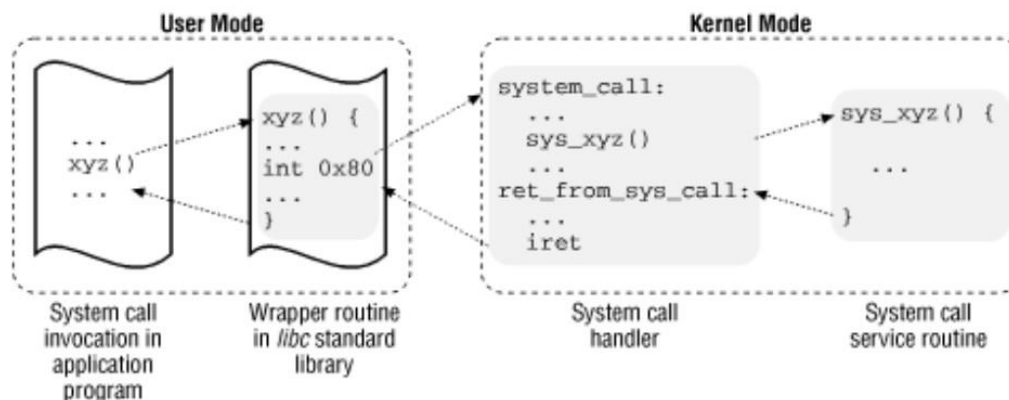 User Mode
Kernel Mode
...
xyz()
...
xyz() {
...
int 0x80
...
}
system_call:
...
sys_xyz()
...
ret_from_sys_call:
...
iret
sys_xyz() {
...
}
System call
invocation in
application
program
Wrapper routine
in libc standard
library
System call
handler
System call
service routine